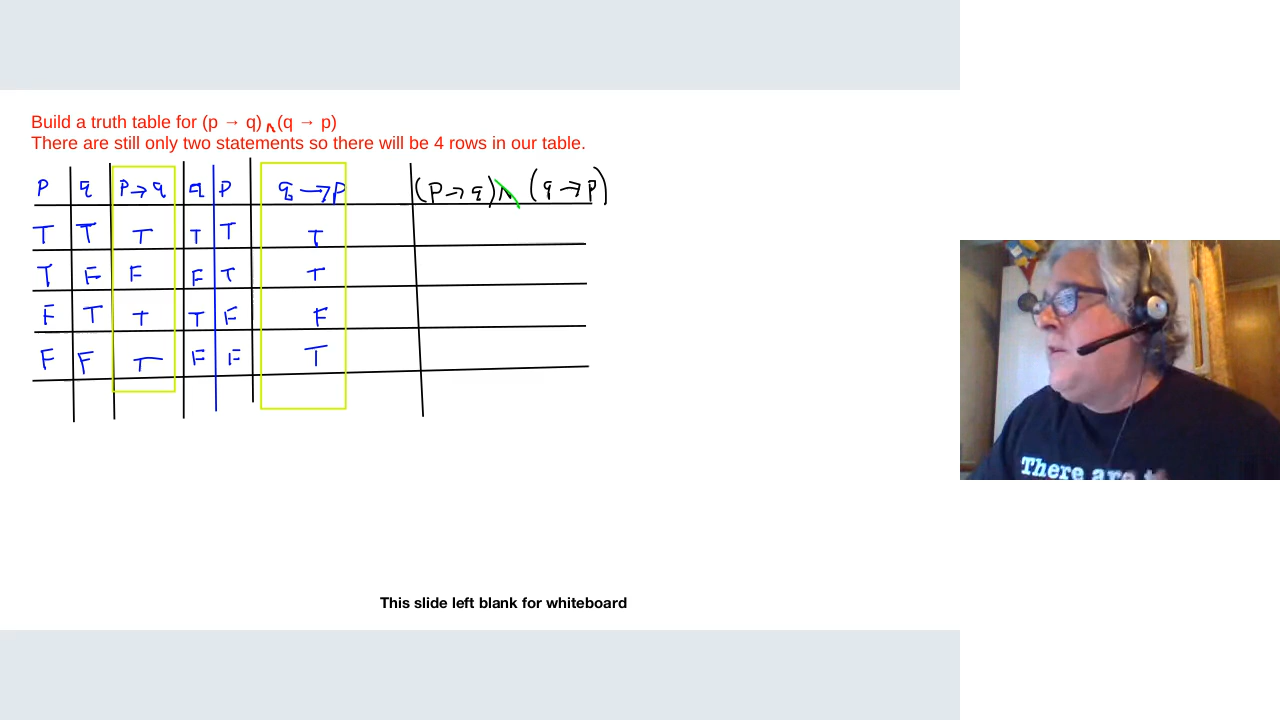 Build a truth table for (p → q) ∧ (q → p)
There are still only two statements so there will be 4 rows in our table.
P q P→q q P q→P (P→q)∧(q→P)
T T T T T T
T F F F T T
F T T T F F
F F T F F T
There are
This slide left blank for whiteboard